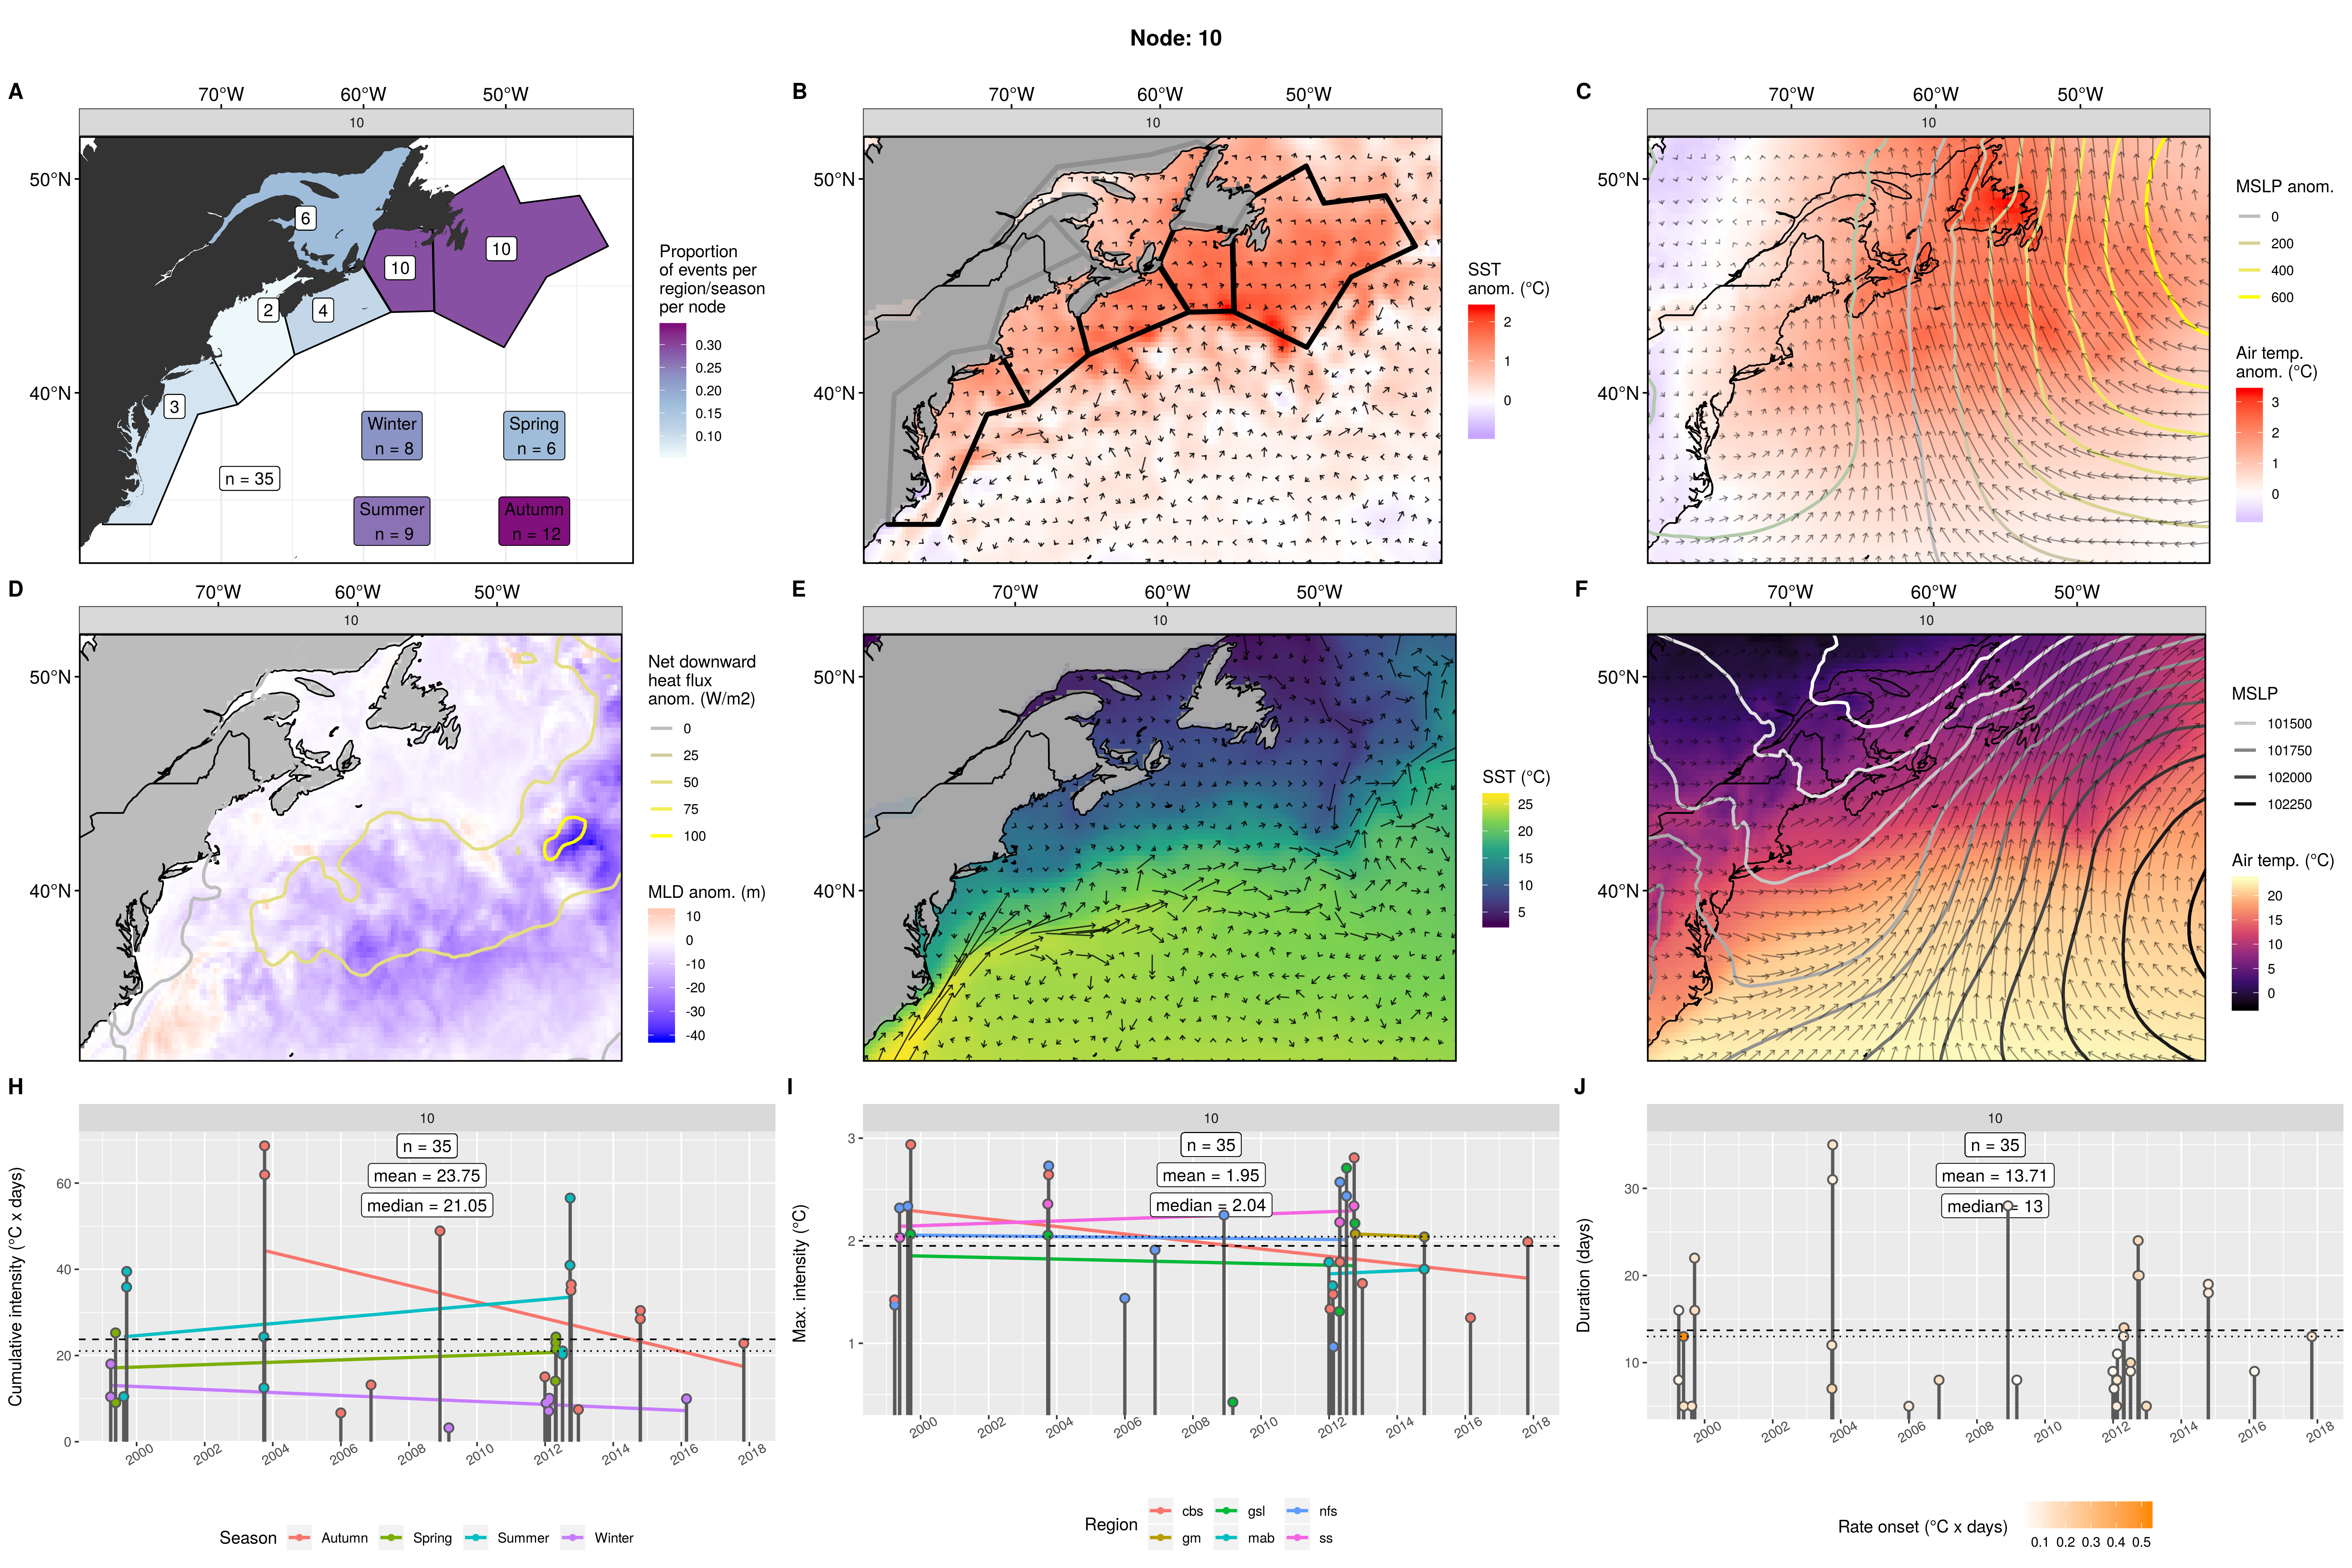 Node: 10
A
70°W
60°W
50°W
10
50°N
40°N
6
10
10
2
4
3
n = 35
Winter
n = 8
Spring
n = 6
Summer
n = 9
Autumn
n = 12
Proportion
of events per
region/season
per node
0.30
0.25
0.20
0.15
0.10
B
70°W
60°W
50°W
10
50°N
40°N
SST
anom. (°C)
2
1
0
C
70°W
60°W
50°W
10
50°N
40°N
MSLP anom.
0
200
400
600
Air temp.
anom. (°C)
3
2
1
0
D
70°W
60°W
50°W
10
50°N
40°N
Net downward
heat flux
anom. (W/m2)
0
25
50
75
100
MLD anom. (m)
10
0
-10
-20
-30
-40
E
70°W
60°W
50°W
10
50°N
40°N
SST (°C)
25
20
15
10
5
F
70°W
60°W
50°W
10
50°N
40°N
MSLP
101500
101750
102000
102250
Air temp. (°C)
20
15
10
5
0
H
10
n = 35
mean = 23.75
median = 21.05
Cumulative intensity (°C x days)
60
40
20
0
2000
2002
2004
2006
2008
2010
2012
2014
2016
2018
Season
Autumn
Spring
Summer
Winter
I
10
n = 35
mean = 1.95
median = 2.04
Max. intensity (°C)
3
2
1
2000
2002
2004
2006
2008
2010
2012
2014
2016
2018
Region
cbs
gsl
nfs
gm
mab
ss
J
10
n = 35
mean = 13.71
median = 13
Duration (days)
30
20
10
2000
2002
2004
2006
2008
2010
2012
2014
2016
2018
Rate onset (°C x days)
0.1 0.2 0.3 0.4 0.5